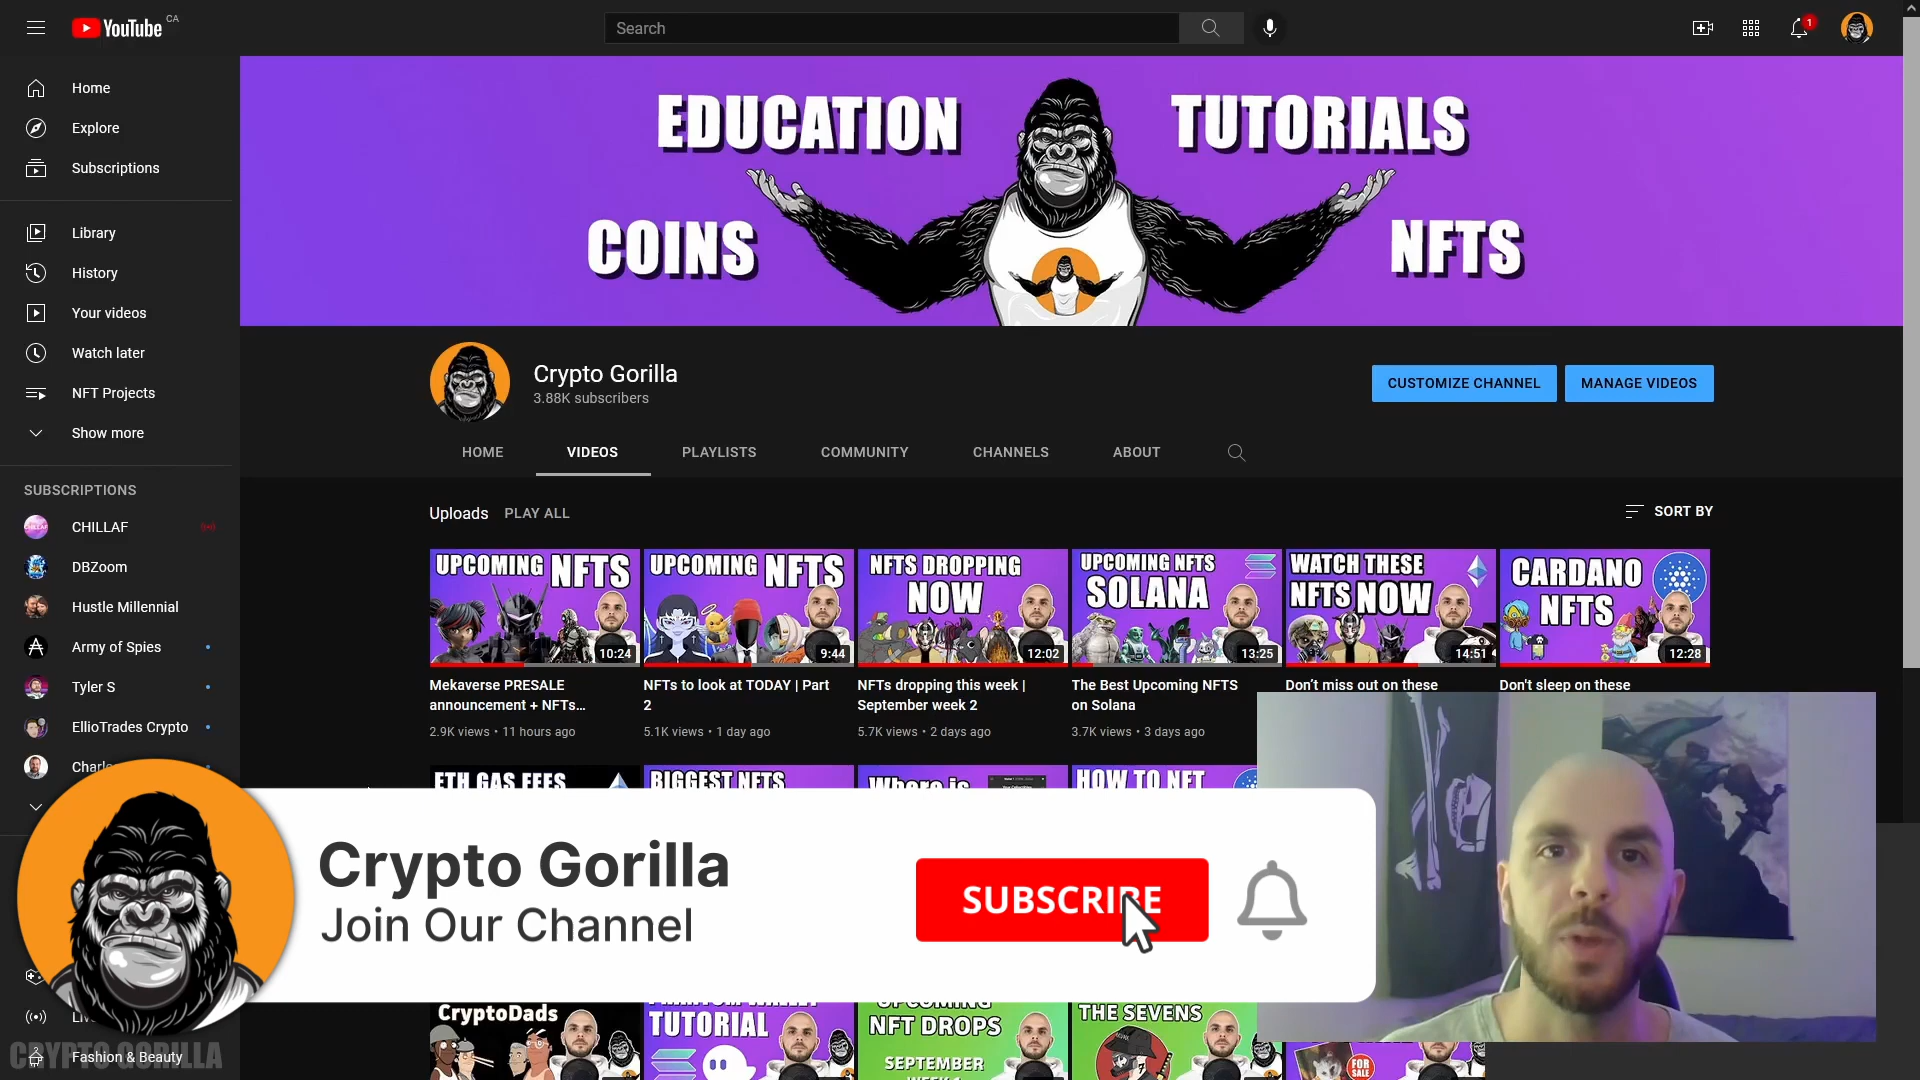 YouTube CA
Search
1
Home
Explore
Subscriptions
Library
History
Your videos
Watch later
NFT Projects
Show more
SUBSCRIPTIONS
CHILLAF
DBZoom
Hustle Millennial
Army of Spies
Tyler S
EllioTrades Crypto
EDUCATION
TUTORIALS
COINS
NFTS
Crypto Gorilla
3.88K subscribers
CUSTOMIZE CHANNEL
MANAGE VIDEOS
HOME
VIDEOS
PLAYLISTS
COMMUNITY
CHANNELS
ABOUT
Uploads
PLAY ALL
SORT BY
UPCOMING NFTS
10:24
Mekaverse PRESALE
announcement + NFTs...
2.9K views • 11 hours ago
UPCOMING NFTS
9:44
NFTs to look at TODAY | Part
2
5.1K views • 1 day ago
NFTS DROPPING
NOW
12:02
NFTs dropping this week |
September week 2
5.7K views • 2 days ago
UPCOMING NFTS
SOLANA
13:25
The Best Upcoming NFTS
on Solana
3.7K views • 3 days ago
WATCH THESE
NFTS NOW
14:51
Don't miss out on these
CARDANO
NFTS
12:28
Don't sleep on these
ETH GAS FEES
BIGGEST NFTS
Where is
HOW TO NFT
Crypto Gorilla
Join Our Channel
SUBSCRIBE
CryptoDads
PHANTOM WALLET
TUTORIAL
UPCOMING
NFT DROPS
SEPTEMBER
WEEK 1
THE SEVENS
FOR
SALE
Fashion & Beauty
CRYPTO GORILLA